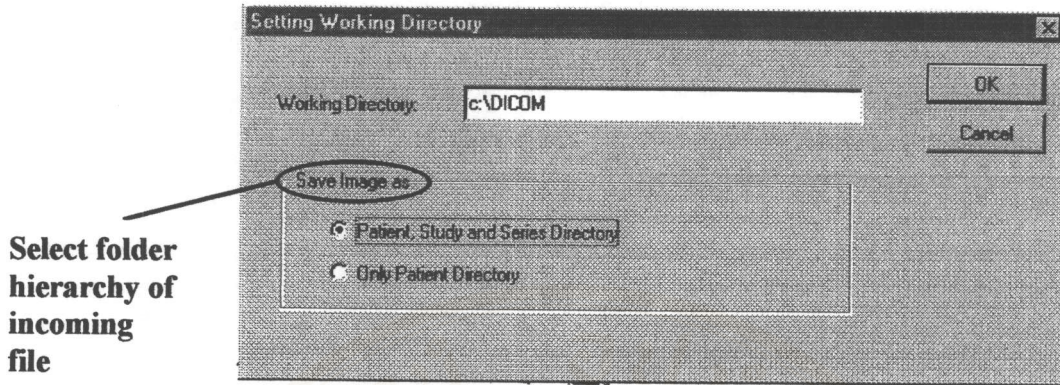 Setting Working Directory
OK
Working Directory: c:\DICOM
Cancel
Save Image as
Patient, Study and Series Directory
Only Patient Directory
Select folder
hierarchy of
incoming
file